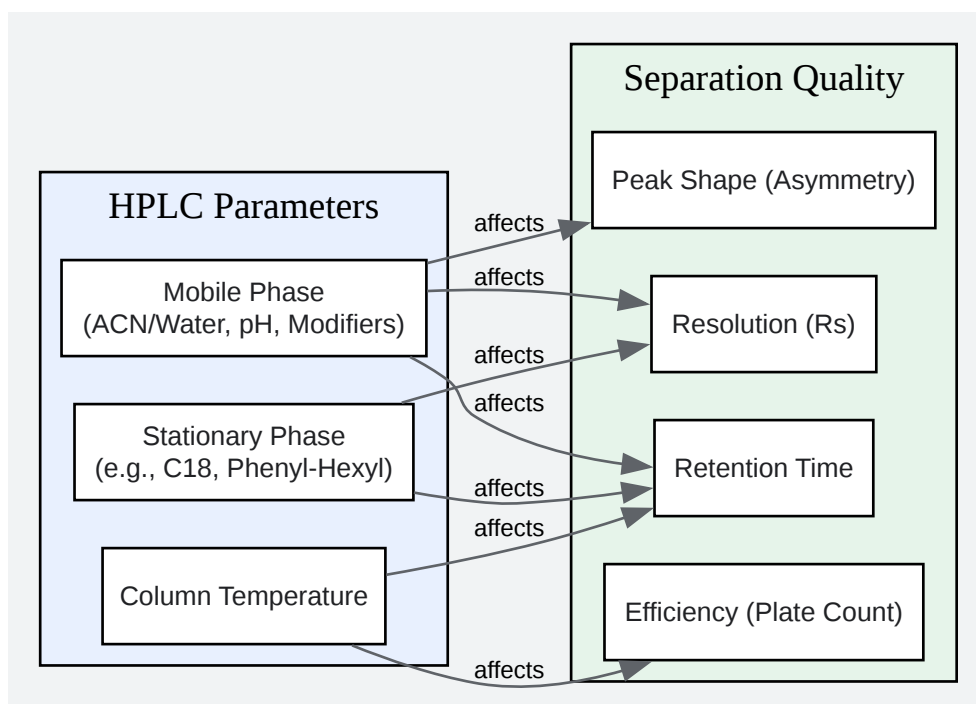 HPLC Parameters
Mobile Phase
(ACN/Water, pH, Modifiers)
Stationary Phase
(e.g., C18, Phenyl-Hexyl)
Column Temperature
affects
affects
affects
affects
affects
affects
affects
Separation Quality
Peak Shape (Asymmetry)
Resolution (Rs)
Retention Time
Efficiency (Plate Count)